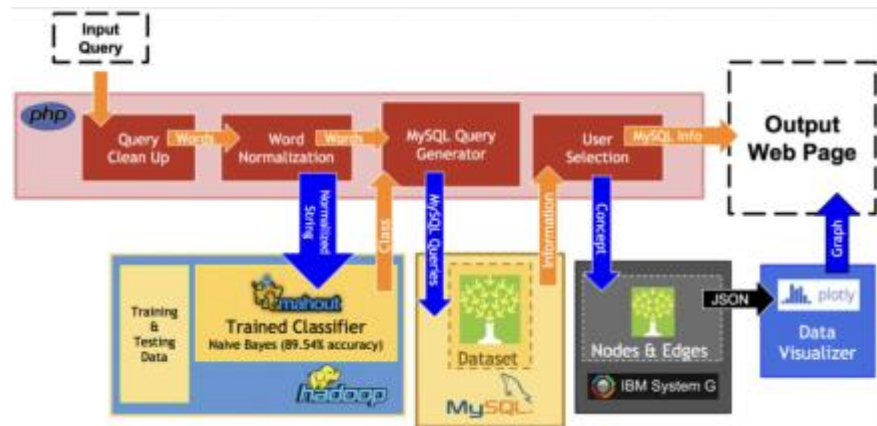 Input
Query
php
Query
Clean Up
Words
Word
Normalization
Words
MySQL Query
Generator
User
Selection
MySQL Info
Output
Web Page
Normalized
String
Class
MySQL Queries
Information
Concept
Graph
Training
&
Testing
Data
mahout
Trained Classifier
Naive Bayes (89.54% accuracy)
hadoop
Dataset
MySQL
Nodes & Edges
IBM System G
JSON
plotly
Data
Visualizer